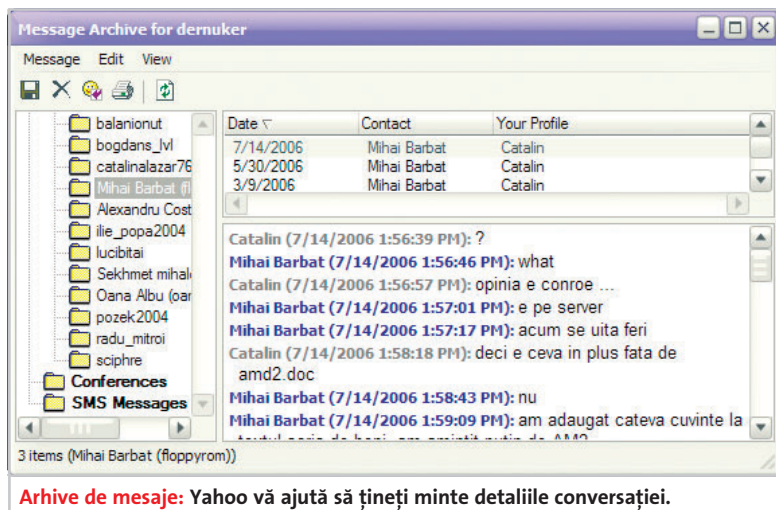 Message Archive for dernuker
Message Edit View
balanionut
bogdans_lvl
catalinalazar76
Mihai Barbat (fl
Alexandru Cost
ilie_popa2004
lucibitai
Sekhmet mihal
Oana Albu (oar
pozek2004
radu_mitroi
sciphre
Conferences
SMS Messages
Date Contact Your Profile
7/14/2006 Mihai Barbat Catalin
5/30/2006 Mihai Barbat Catalin
3/9/2006 Mihai Barbat Catalin
Catalin (7/14/2006 1:56:39 PM): ?
Mihai Barbat (7/14/2006 1:56:46 PM): what
Catalin (7/14/2006 1:56:57 PM): opinia e conroe ...
Mihai Barbat (7/14/2006 1:57:01 PM): e pe server
Mihai Barbat (7/14/2006 1:57:17 PM): acum se uita feri
Catalin (7/14/2006 1:58:18 PM): deci e ceva in plus fata de
amd2.doc
Mihai Barbat (7/14/2006 1:58:43 PM): nu
Mihai Barbat (7/14/2006 1:59:09 PM): am adaugat cateva cuvinte la
3 items (Mihai Barbat (floppyrom))
Arhive de mesaje: Yahoo vă ajută să țineți minte detaliile conversației.